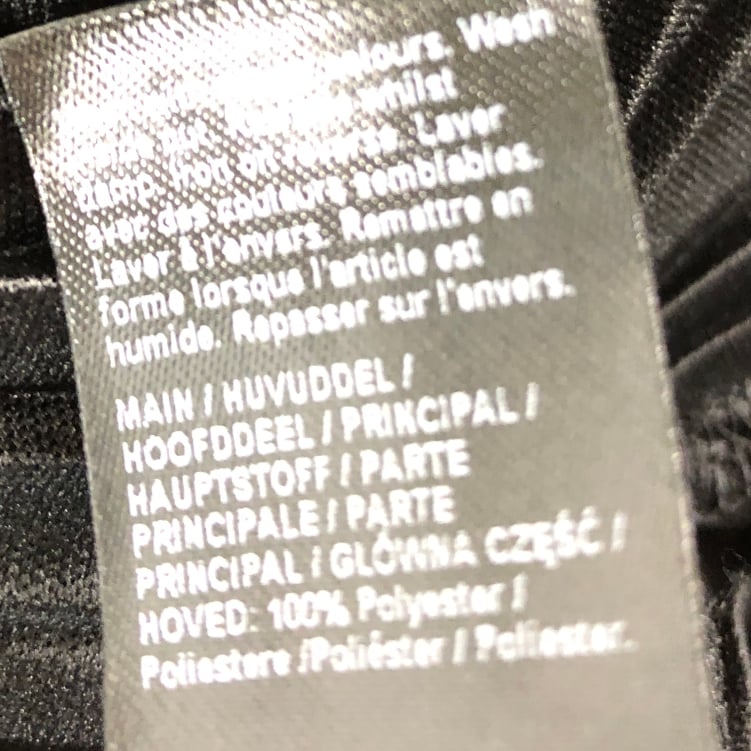 colours. Wash
inside out. whilst
damp. Iron on reverse. Laver
avec des couleurs semblables.
Laver à l'envers. Remettre en
forme lorsque l'article est
humide. Repasser sur l'envers.
MAIN / HUVUDDEL /
HOOFDDEEL / PRINCIPAL /
HAUPTSTOFF / PARTE
PRINCIPALE / PARTE
PRINCIPAL / GŁÓWNA CZĘŚĆ /
HOVED: 100% Polyester /
Poliestere /Poliéster / Poliester.